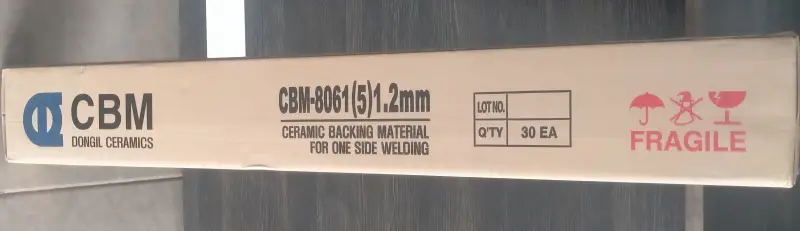 CBM
DONGIL CERAMICS
CBM-8061(5)1.2mm
CERAMIC BACKING MATERIAL
FOR ONE SIDE WELDING
LOT NO.
Q'TY 30 EA
FRAGILE